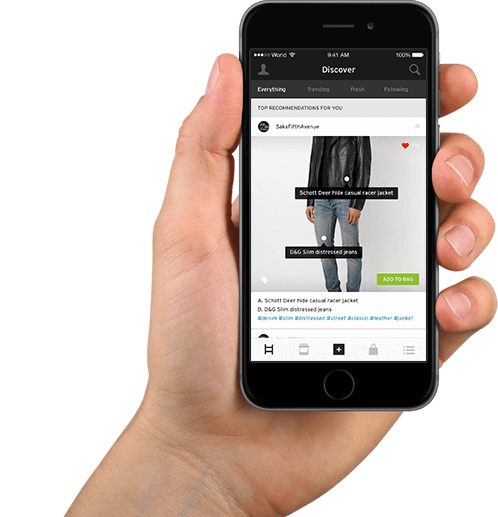 World 9:41 AM 100%
Discover
Everything Trending Fresh Following
TOP RECOMMENDATIONS FOR YOU
SaksFifthAvenue
Schott Deer hide casual racer jacket
D&G Slim distressed jeans
ADD TO BAG
A. Schott Deer hide casual racer jacket
B. D&G Slim distressed jeans
#denim #slim #distressed #street #classic #leather #jacket